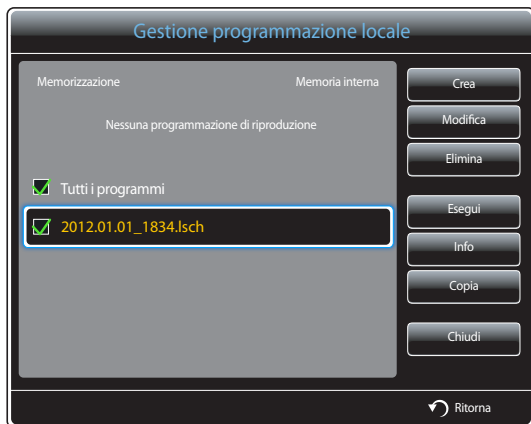 Gestione programmazione locale
Memorizzazione Memoria interna
Nessuna programmazione di riproduzione
Tutti i programmi
2012.01.01_1834.lsch
Crea
Modifica
Elimina
Esegui
Info
Copia
Chiudi
Ritorna